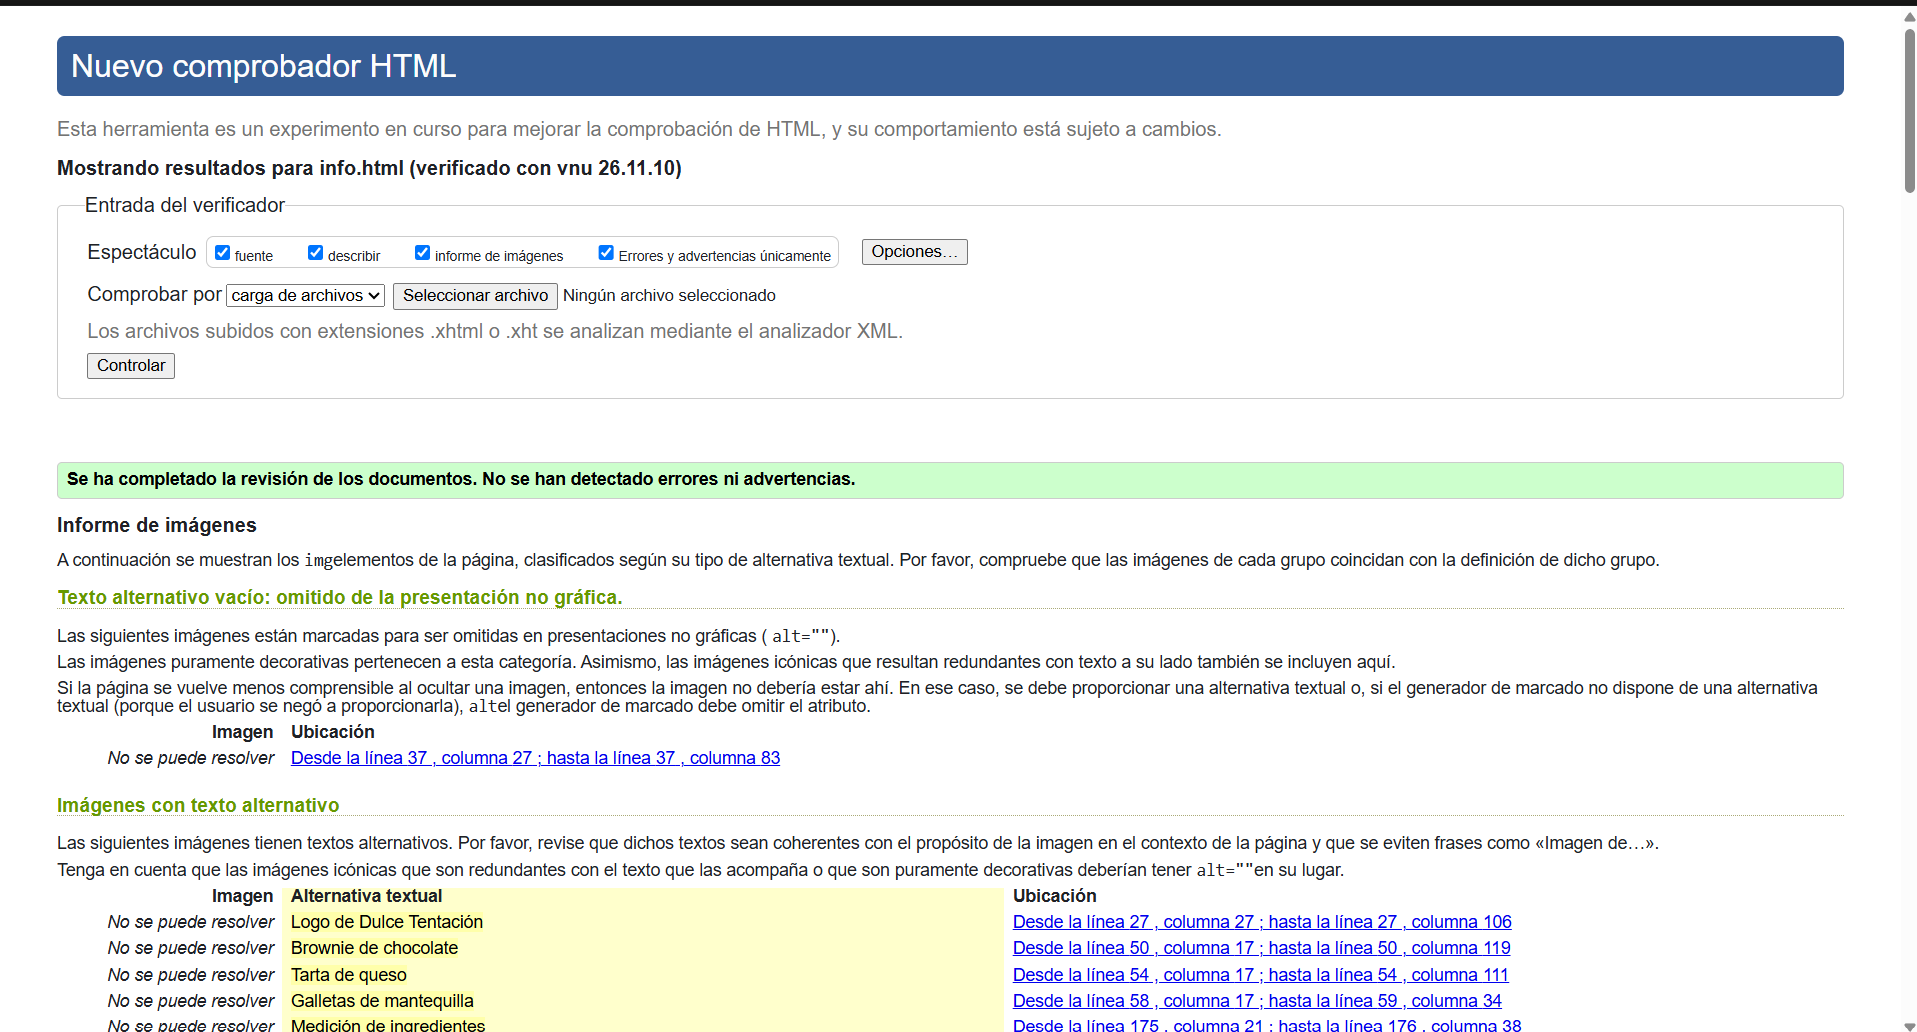 Nuevo comprobador HTML
Esta herramienta es un experimento en curso para mejorar la comprobación de HTML, y su comportamiento está sujeto a cambios.
Mostrando resultados para info.html (verificado con vnu 26.11.10)
Entrada del verificador
Espectáculo fuente describir informe de imágenes Errores y advertencias únicamente Opciones…
Comprobar por carga de archivos Seleccionar archivo Ningún archivo seleccionado
Los archivos subidos con extensiones .xhtml o .xht se analizan mediante el analizador XML.
Controlar
Se ha completado la revisión de los documentos. No se han detectado errores ni advertencias.
Informe de imágenes
A continuación se muestran los imgelementos de la página, clasificados según su tipo de alternativa textual. Por favor, compruebe que las imágenes de cada grupo coincidan con la definición de dicho grupo.
Texto alternativo vacío: omitido de la presentación no gráfica.
Las siguientes imágenes están marcadas para ser omitidas en presentaciones no gráficas ( alt="").
Las imágenes puramente decorativas pertenecen a esta categoría. Asimismo, las imágenes icónicas que resultan redundantes con texto a su lado también se incluyen aquí.
Si la página se vuelve menos comprensible al ocultar una imagen, entonces la imagen no debería estar ahí. En ese caso, se debe proporcionar una alternativa textual o, si el generador de marcado no dispone de una alternativa
textual (porque el usuario se negó a proporcionarla), altel generador de marcado debe omitir el atributo.
Imagen Ubicación
No se puede resolver Desde la línea 37 , columna 27 ; hasta la línea 37 , columna 83
Imágenes con texto alternativo
Las siguientes imágenes tienen textos alternativos. Por favor, revise que dichos textos sean coherentes con el propósito de la imagen en el contexto de la página y que se eviten frases como «Imagen de…».
Tenga en cuenta que las imágenes icónicas que son redundantes con el texto que las acompaña o que son puramente decorativas deberían tener alt=""en su lugar.
Imagen Alternativa textual Ubicación
No se puede resolver Logo de Dulce Tentación Desde la línea 27 , columna 27 ; hasta la línea 27 , columna 106
No se puede resolver Brownie de chocolate Desde la línea 50 , columna 17 ; hasta la línea 50 , columna 119
No se puede resolver Tarta de queso Desde la línea 54 , columna 17 ; hasta la línea 54 , columna 111
No se puede resolver Galletas de mantequilla Desde la línea 58 , columna 17 ; hasta la línea 59 , columna 34
No se puede resolver Medición de ingredientes Desde la línea 175 , columna 21 ; hasta la línea 176 , columna 38